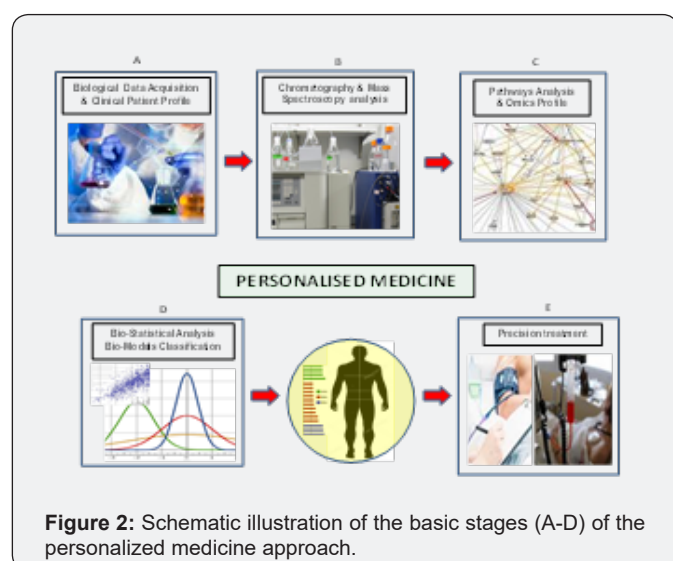 A
B
C
Biological Data Acquisition
& Clinical Patient Profile
Chromatography & Mass
Spectroscopy analysis
Pathways Analysis
& Omics Profile
PERSONALISED MEDICINE
D
E
Bio-Statistical Analysis
Classification
Precision treatment
Figure 2: Schematic illustration of the basic stages (A-D) of the
personalized medicine approach.